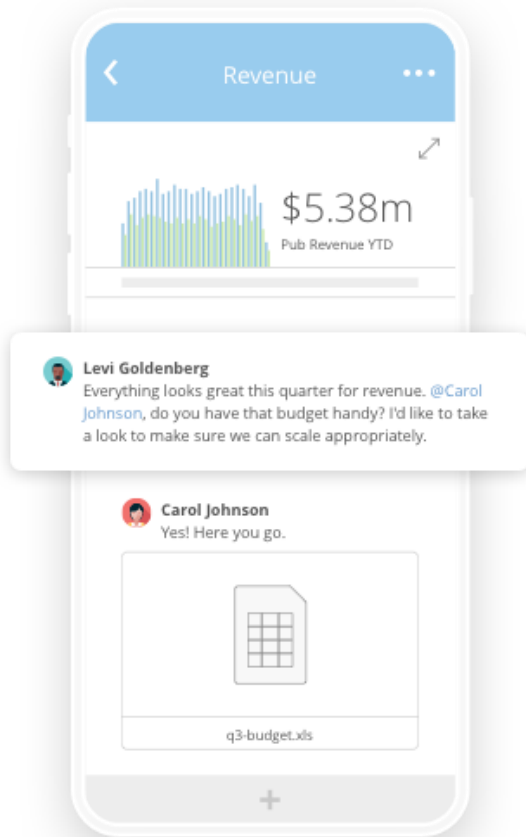 Revenue
$5.38m
Pub Revenue YTD
Levi Goldenberg
Everything looks great this quarter for revenue. @Carol
Johnson, do you have that budget handy? I'd like to take
a look to make sure we can scale appropriately.
Carol Johnson
Yes! Here you go.
q3-budget.xls